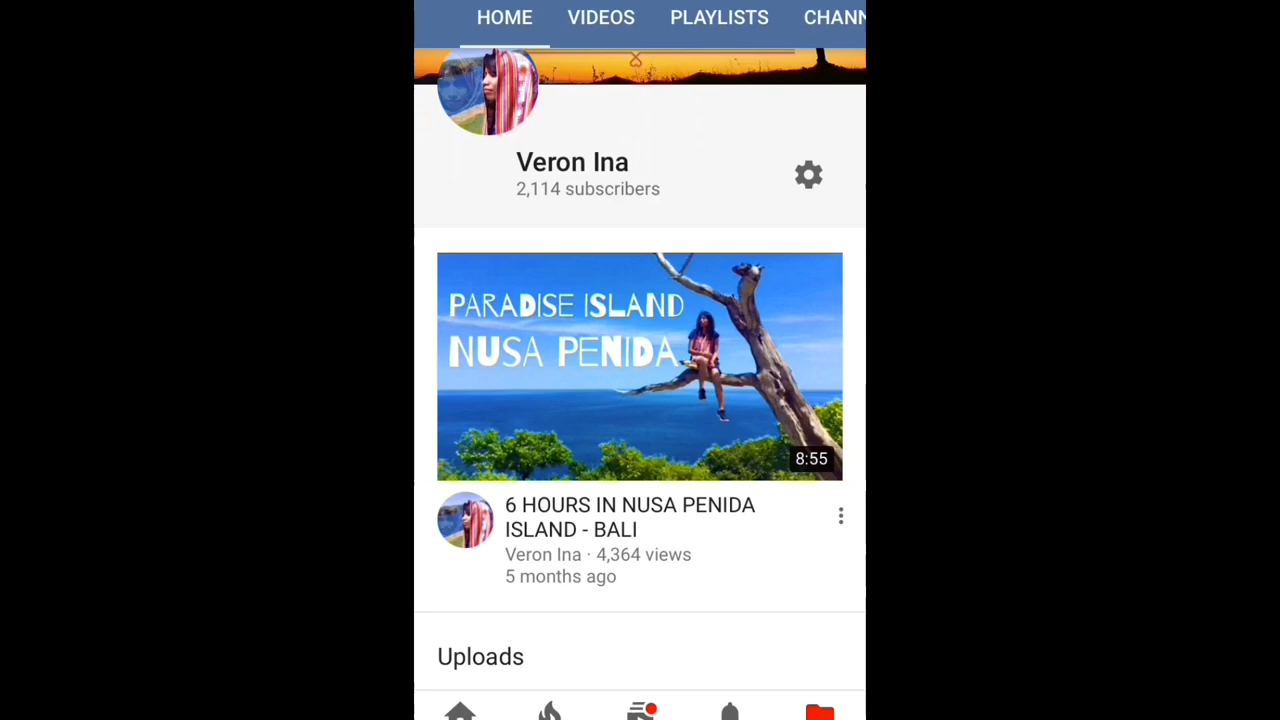 HOME VIDEOS PLAYLISTS CHANN
Veron Ina
2,114 subscribers
PARADISE ISLAND
NUSA PENIDA
8:55
6 HOURS IN NUSA PENIDA
ISLAND - BALI
Veron Ina · 4,364 views
5 months ago
Uploads